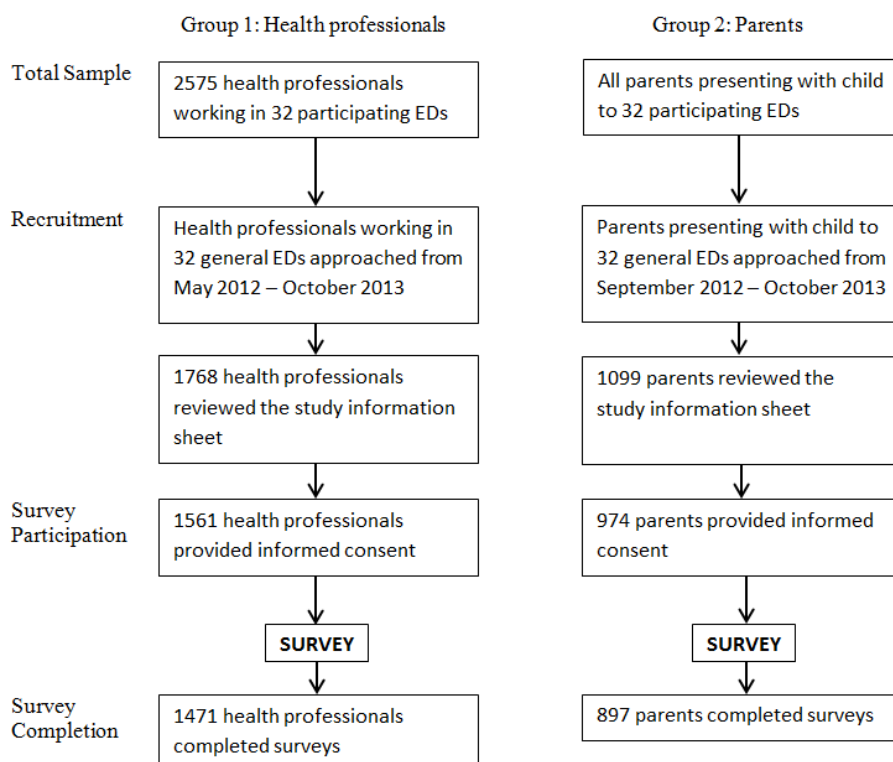 Group 1: Health professionals
Group 2: Parents
Total Sample
2575 health professionals
working in 32 participating EDs
All parents presenting with child
to 32 participating EDs
Recruitment
Health professionals working in
32 general EDs approached from
May 2012 – October 2013
Parents presenting with child to
32 general EDs approached from
September 2012 – October 2013
1768 health professionals
reviewed the study information
sheet
1099 parents reviewed the
study information sheet
Survey
Participation
1561 health professionals
provided informed consent
974 parents provided informed
consent
SURVEY
SURVEY
Survey
Completion
1471 health professionals
completed surveys
897 parents completed surveys